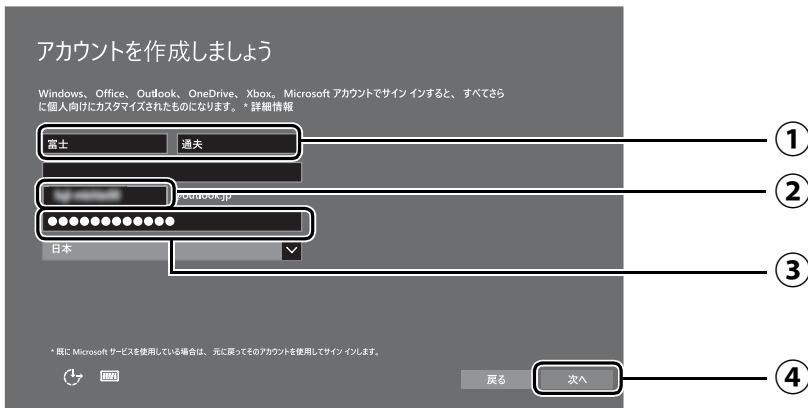 アカウントを作成しましょう
Windows、 Office、 Outlook、 OneDrive、 Xbox。 Microsoft アカウントでサイン インすると、 すべてさら
に個人向けにカスタマイズされたものになります。 * 詳細情報
富士 通夫
①
@outlook.jp
②
●●●●●●●●●●●●
日本
③
* 既に Microsoft サービスを使用している場合は、 元に戻ってそのアカウントを使用してサイン インします。
戻る 次へ
④